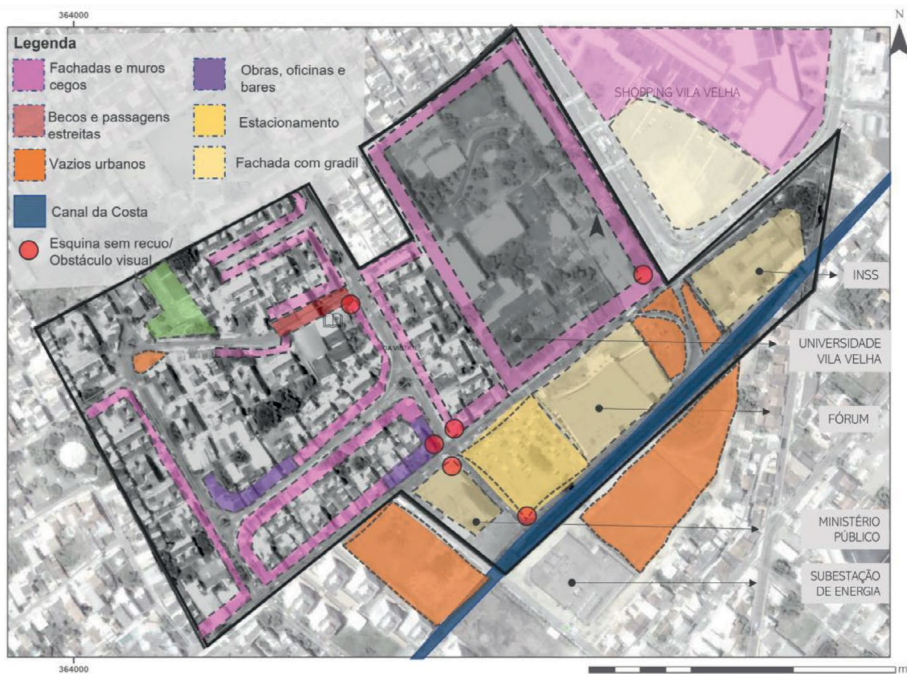 364000
N
Legenda
Fachadas e muros
cegos
Becos e passagens
estreitas
Vazios urbanos
Canal da Costa
Esquina sem recuo/
Obstáculo visual
Obras, oficinas e
bares
Estacionamento
Fachada com gradil
SHOPPING VILA VELHA
INSS
UNIVERSIDADE
VILA VELHA
FÓRUM
MINISTÉRIO
PÚBLICO
SUBESTAÇÃO
DE ENERGIA
364000
m